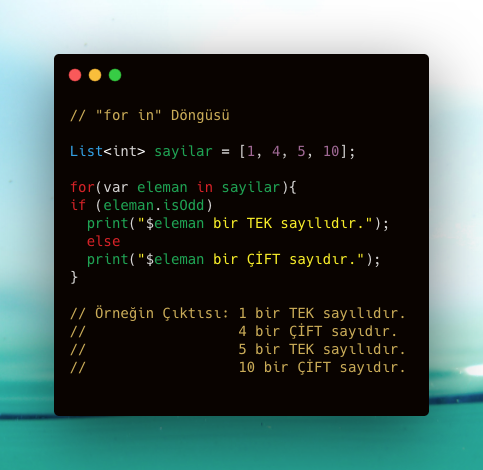 // "for in" Döngüsü
List<int> sayilar = [1, 4, 5, 10];
for(var eleman in sayilar){
if (eleman.isOdd)
print("$eleman bir TEK sayılıdır.");
else
print("$eleman bir ÇİFT sayıdır.");
}
// Örneğin Çıktısı: 1 bir TEK sayılıdır.
// 4 bir ÇİFT sayıdır.
// 5 bir TEK sayılıdır.
// 10 bir ÇİFT sayıdır.